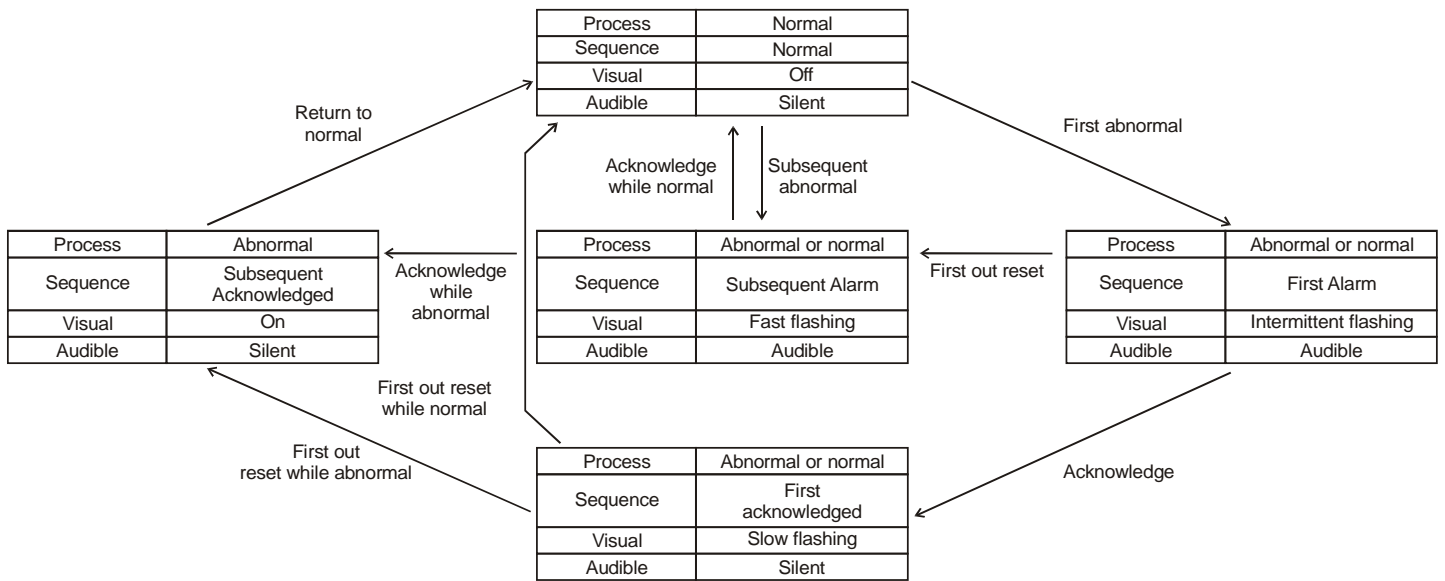 Process Normal
Sequence Normal
Visual Off
Audible Silent
Return to
normal
First abnormal
Acknowledge
while normal
Subsequent
abnormal
Process Abnormal
Sequence Subsequent
Acknowledged
Visual On
Audible Silent
Acknowledge
while
abnormal
Process Abnormal or normal
Sequence Subsequent Alarm
Visual Fast flashing
Audible Audible
First out reset
Process Abnormal or normal
Sequence First Alarm
Visual Intermittent flashing
Audible Audible
First out reset
while normal
First out
reset while abnormal
Process Abnormal or normal
Sequence First
acknowledged
Visual Slow flashing
Audible Silent
Acknowledge